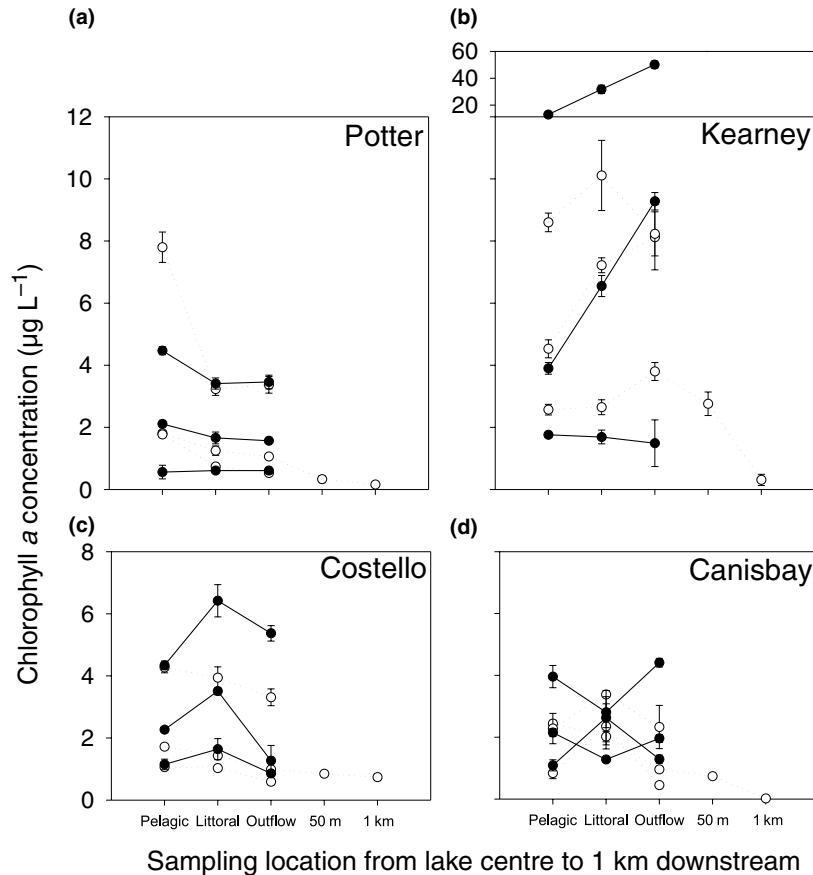 (a)
(b)
60
40
20
12
10
8
6
4
2
0
Potter
Kearney
(c)
(d)
8
6
4
2
0
Costello
Canisbay
Chlorophyll a concentration (µg L⁻¹)
Pelagic Littoral Outflow 50 m 1 km
Pelagic Littoral Outflow 50 m 1 km
Sampling location from lake centre to 1 km downstream